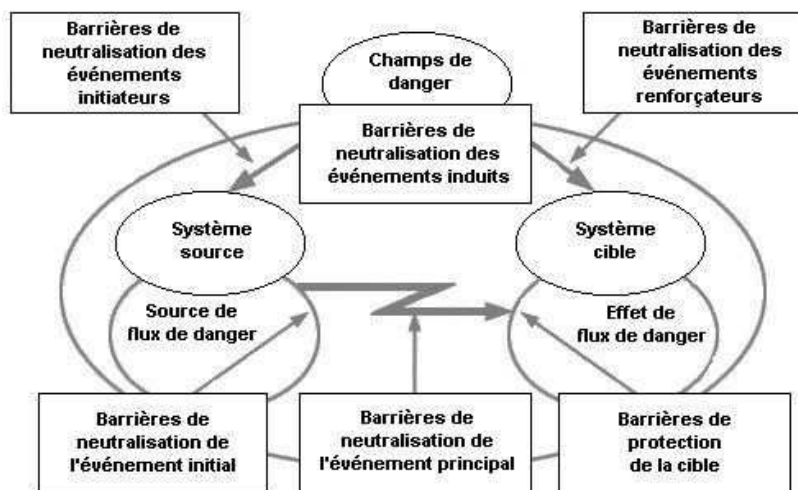 Barrières de
neutralisation des
événements
initiateurs
Champs de
danger
Barrières de
neutralisation des
événements
renforçateurs
Barrières de
neutralisation des
événements induits
Système
source
Système
cible
Source de
flux de danger
Effet de
flux de danger
Barrières de
neutralisation de
l'événement initial
Barrières de
neutralisation de
l'événement principal
Barrières de
protection
de la cible